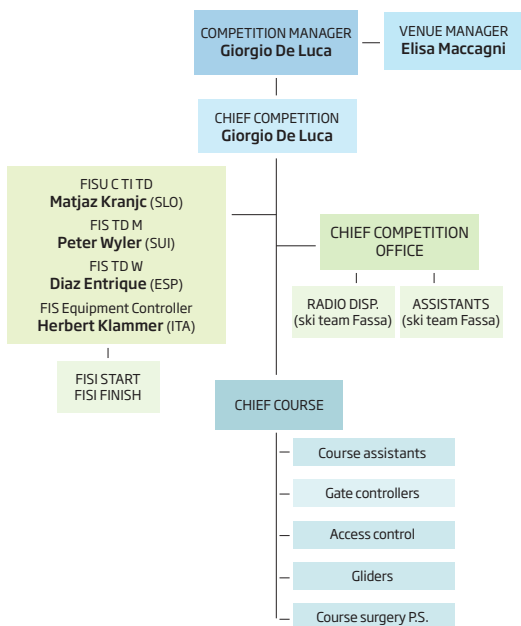 COMPETITION MANAGER
Giorgio De Luca
VENUE MANAGER
Elisa Maccagni
CHIEF COMPETITION
Giorgio De Luca
FISU C TI TD
Matjaz Kranjc (SLO)
FIS TD M
Peter Wyler (SUI)
FIS TD W
Diaz Entrique (ESP)
FIS Equipment Controller
Herbert Klammer (ITA)
CHIEF COMPETITION
OFFICE
RADIO DISP.
(ski team Fassa)
ASSISTANTS
(ski team Fassa)
FISI START
FISI FINISH
CHIEF COURSE
Course assistants
Gate controllers
Access control
Gliders
Course surgery P.S.